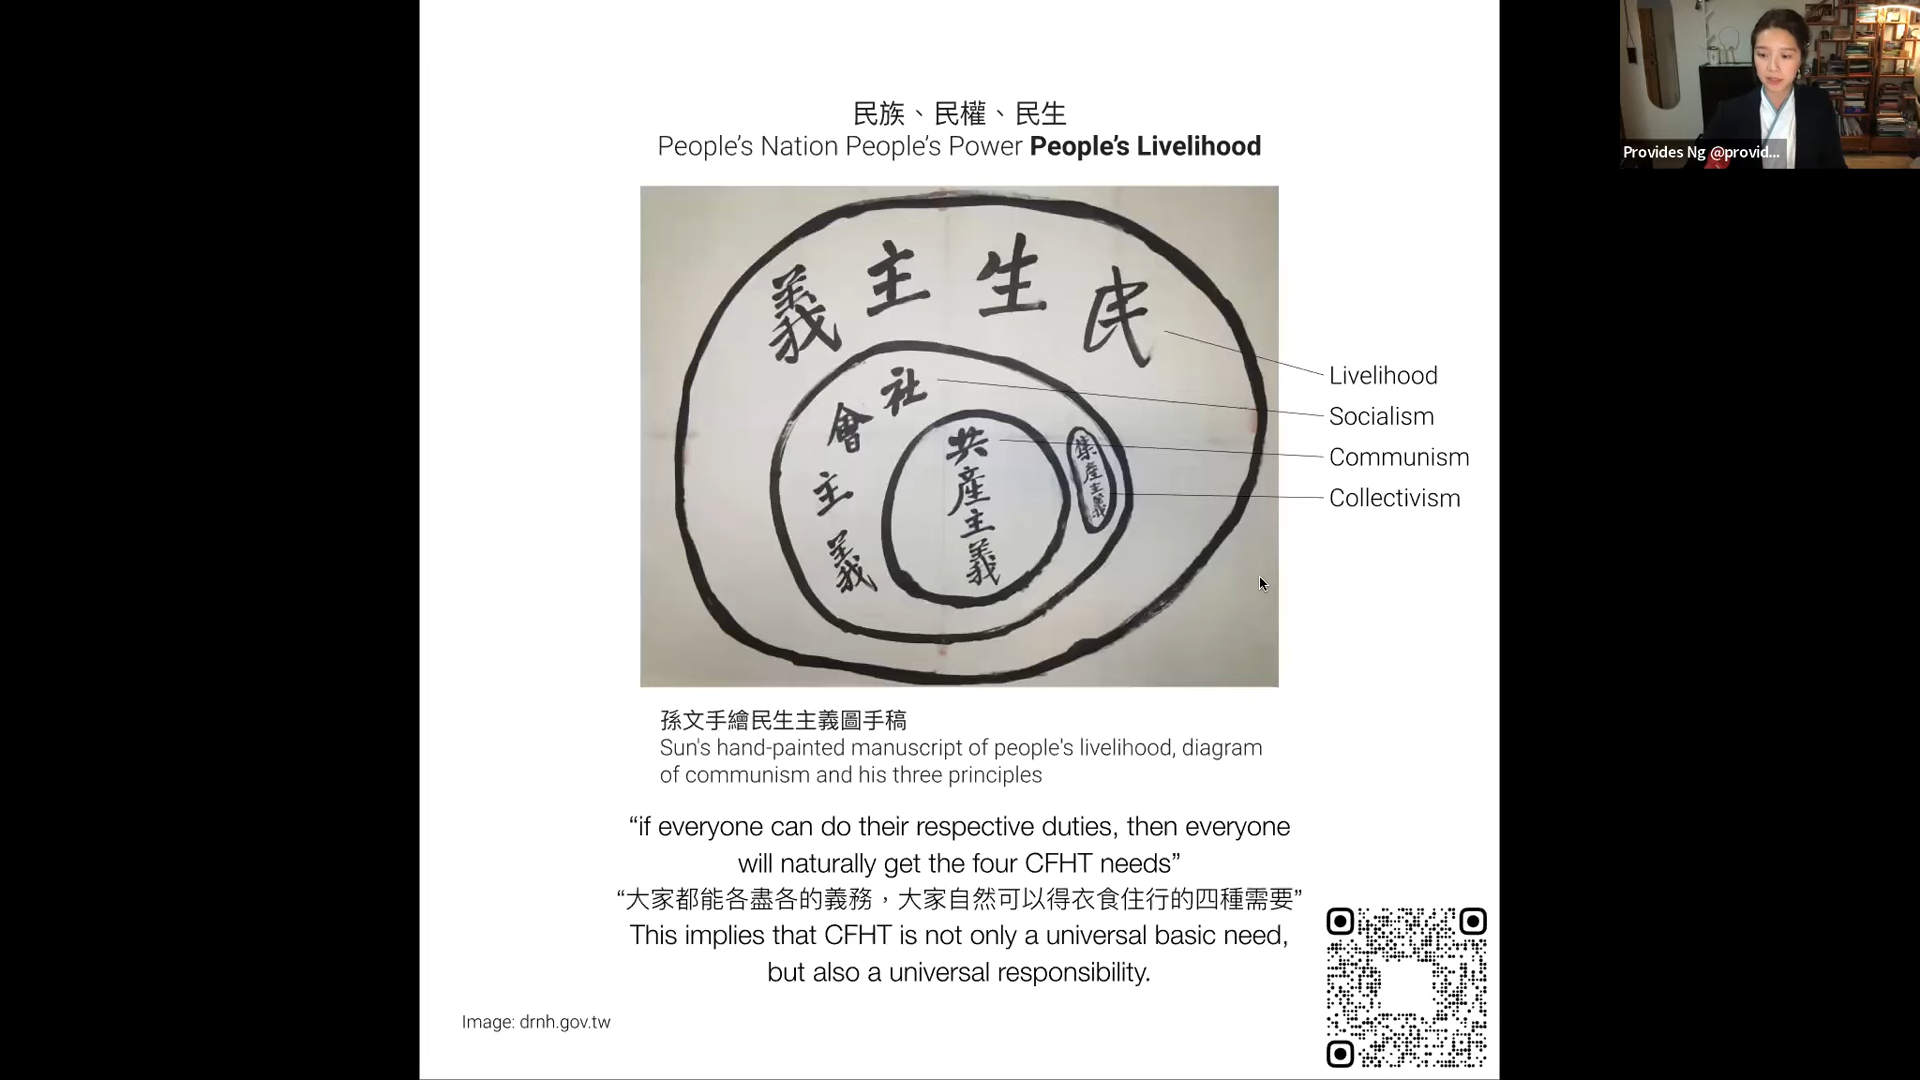 民族、民權、民生
People's Nation People's Power People's Livelihood
民生主義
社會主義
共產主義
集產主義
Livelihood
Socialism
Communism
Collectivism
孫文手繪民生主義圖手稿
Sun's hand-painted manuscript of people's livelihood, diagram
of communism and his three principles
“if everyone can do their respective duties, then everyone
will naturally get the four CFHT needs”
“大家都能各盡各的義務，大家自然可以得衣食住行的四種需要”
This implies that CFHT is not only a universal basic need,
but also a universal responsibility.
Image: drnh.gov.tw
Provides Ng @provid...